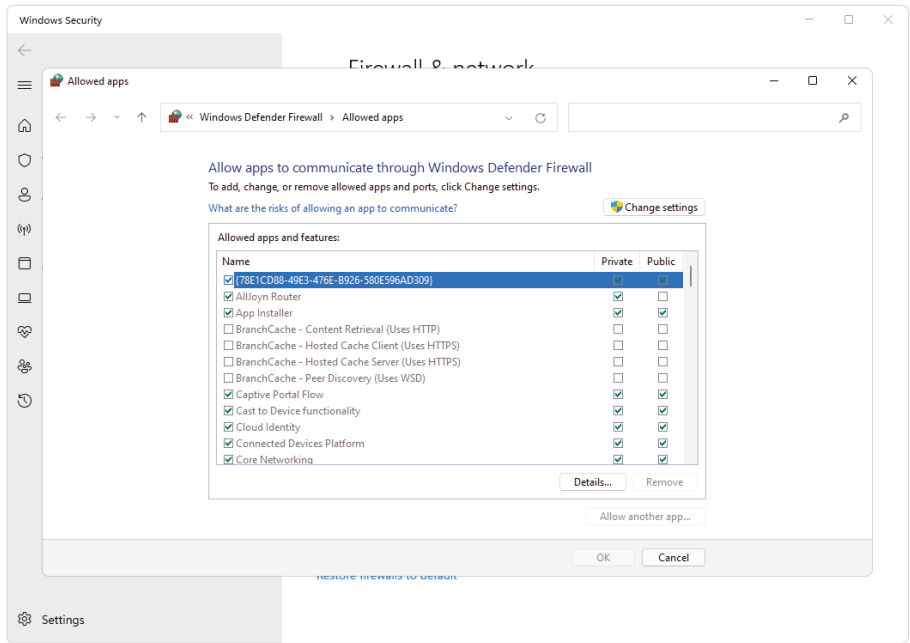 Windows Security
Firewall & network
Allowed apps
« Windows Defender Firewall › Allowed apps
Allow apps to communicate through Windows Defender Firewall
To add, change, or remove allowed apps and ports, click Change settings.
What are the risks of allowing an app to communicate?
Change settings
Allowed apps and features:
Name Private Public
{78E1CD88-49E3-476E-B926-580E596AD309}
AllJoyn Router
App Installer
BranchCache - Content Retrieval (Uses HTTP)
BranchCache - Hosted Cache Client (Uses HTTPS)
BranchCache - Hosted Cache Server (Uses HTTPS)
BranchCache - Peer Discovery (Uses WSD)
Captive Portal Flow
Cast to Device functionality
Cloud Identity
Connected Devices Platform
Core Networking
Details... Remove
Allow another app...
OK Cancel
Restore firewalls to default
Settings